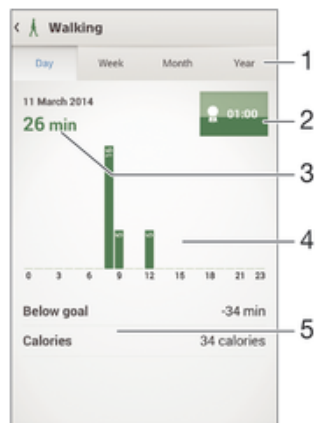 Walking
Day Week Month Year 1
11 March 2014
26 min
01:00 2
3
4
0 3 6 9 12 15 18 21 23
Below goal -34 min
5
Calories 34 calories